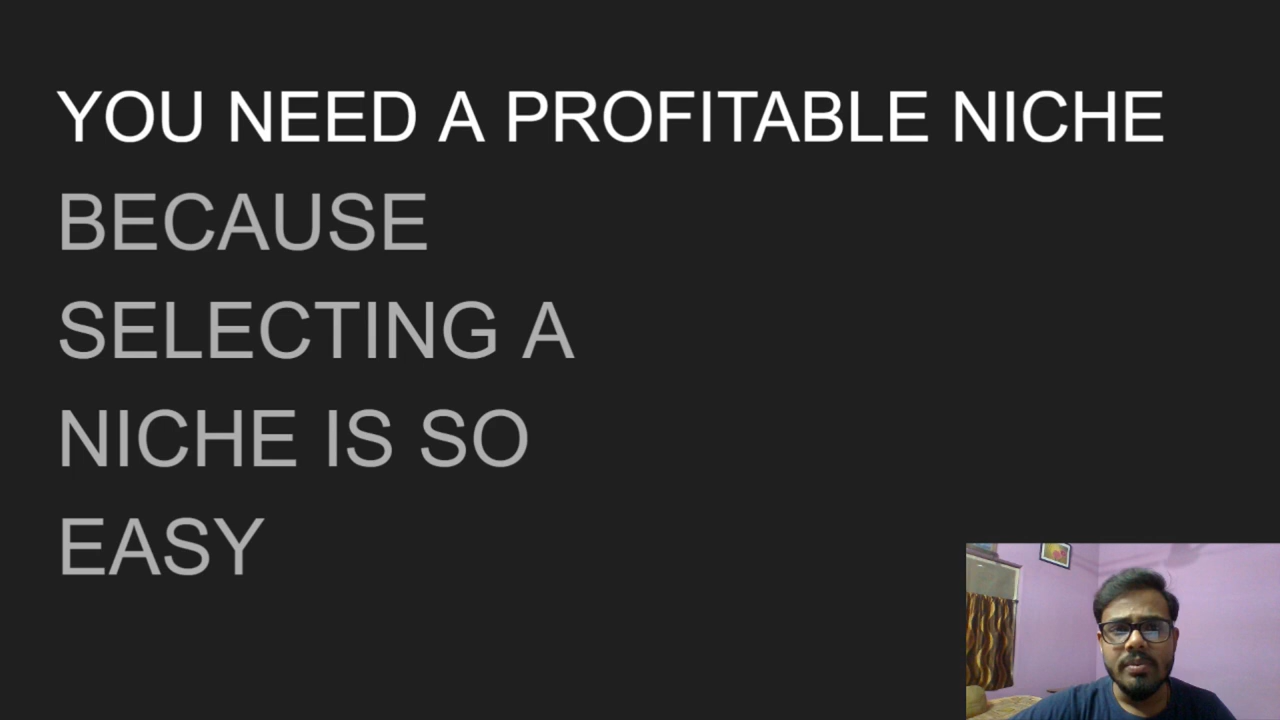 YOU NEED A PROFITABLE NICHE
BECAUSE
SELECTING A
NICHE IS SO
EASY